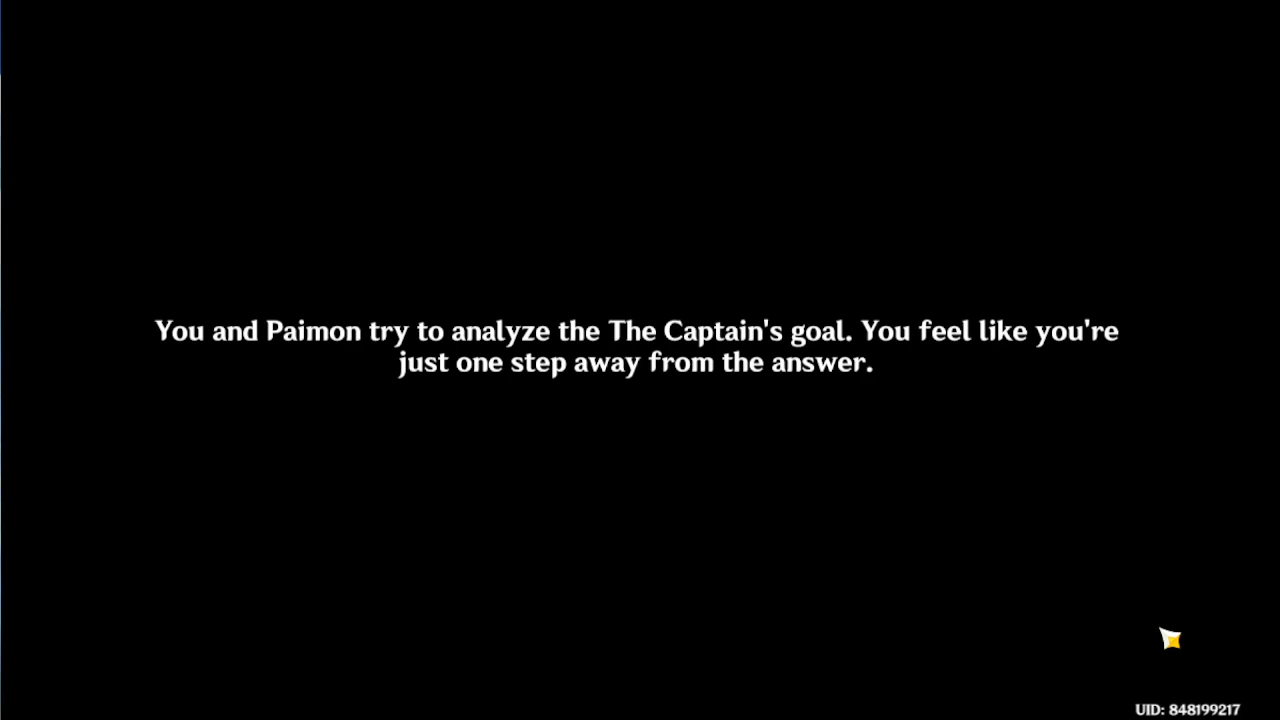 You and Paimon try to analyze the The Captain's goal. You feel like you're
just one step away from the answer.
UID: 848199217